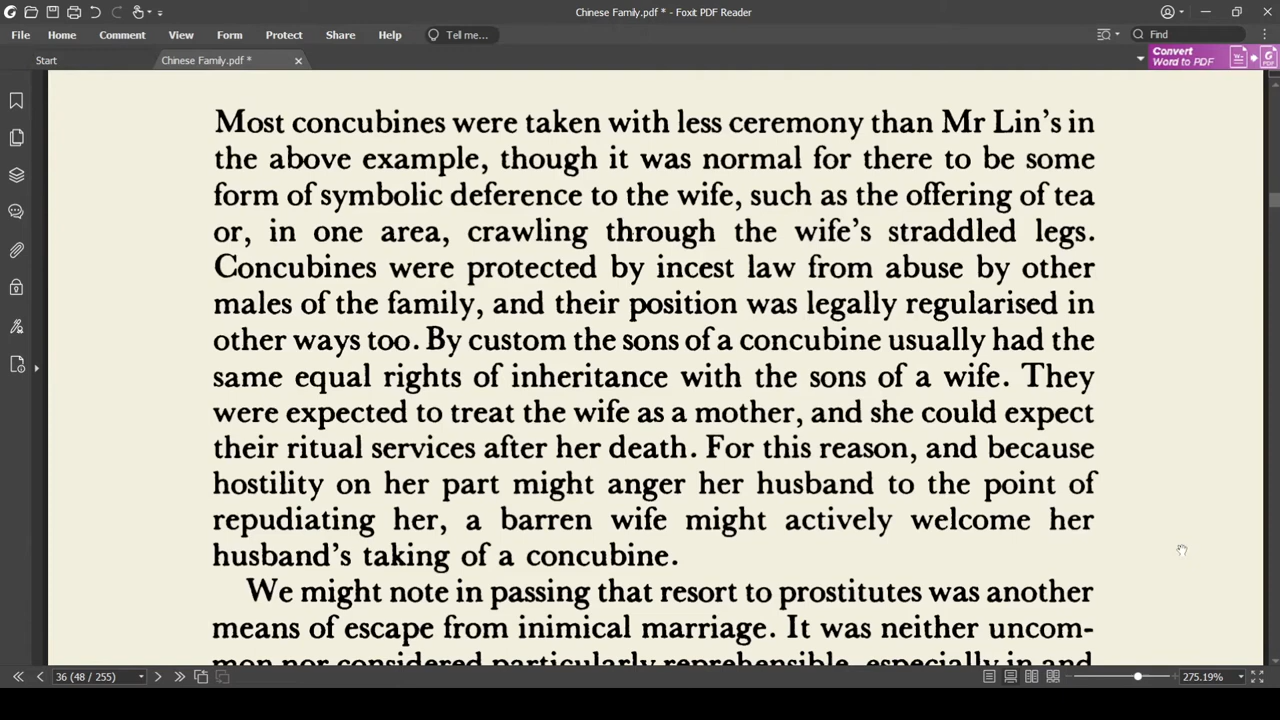 Chinese Family.pdf * - Foxit PDF Reader
File Home Comment View Form Protect Share Help Tell me... Find
Start Chinese Family.pdf * Convert Word to PDF
Most concubines were taken with less ceremony than Mr Lin's in
the above example, though it was normal for there to be some
form of symbolic deference to the wife, such as the offering of tea
or, in one area, crawling through the wife's straddled legs.
Concubines were protected by incest law from abuse by other
males of the family, and their position was legally regularised in
other ways too. By custom the sons of a concubine usually had the
same equal rights of inheritance with the sons of a wife. They
were expected to treat the wife as a mother, and she could expect
their ritual services after her death. For this reason, and because
hostility on her part might anger her husband to the point of
repudiating her, a barren wife might actively welcome her
husband's taking of a concubine.
We might note in passing that resort to prostitutes was another
means of escape from inimical marriage. It was neither uncom-
mon nor considered particularly reprehensible, especially in and
36 (48 / 255) 275.19%